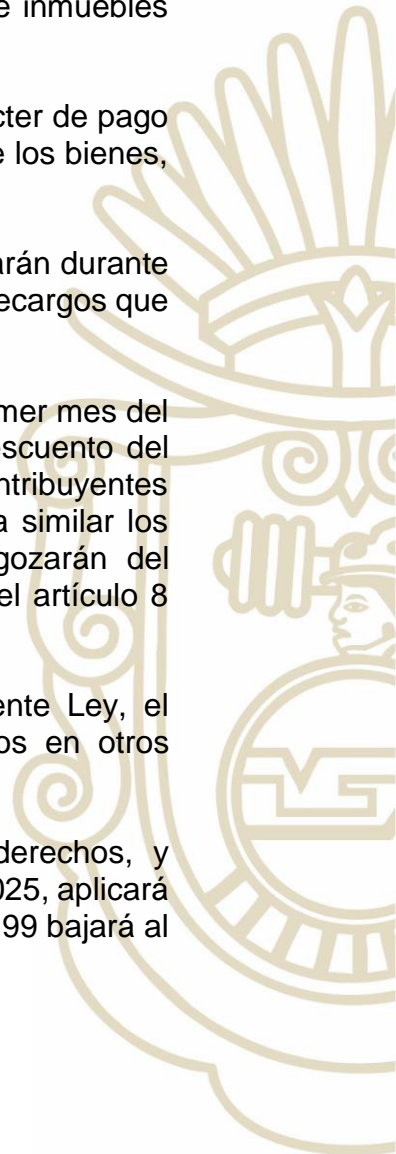 e inmuebles
cter de pago
e los bienes,
arán durante
ecargos que
mer mes del
escuento del
ntribuyentes
a similar los
gozarán del
el artículo 8
ente Ley, el
os en otros
derechos, y
025, aplicará
99 bajará al